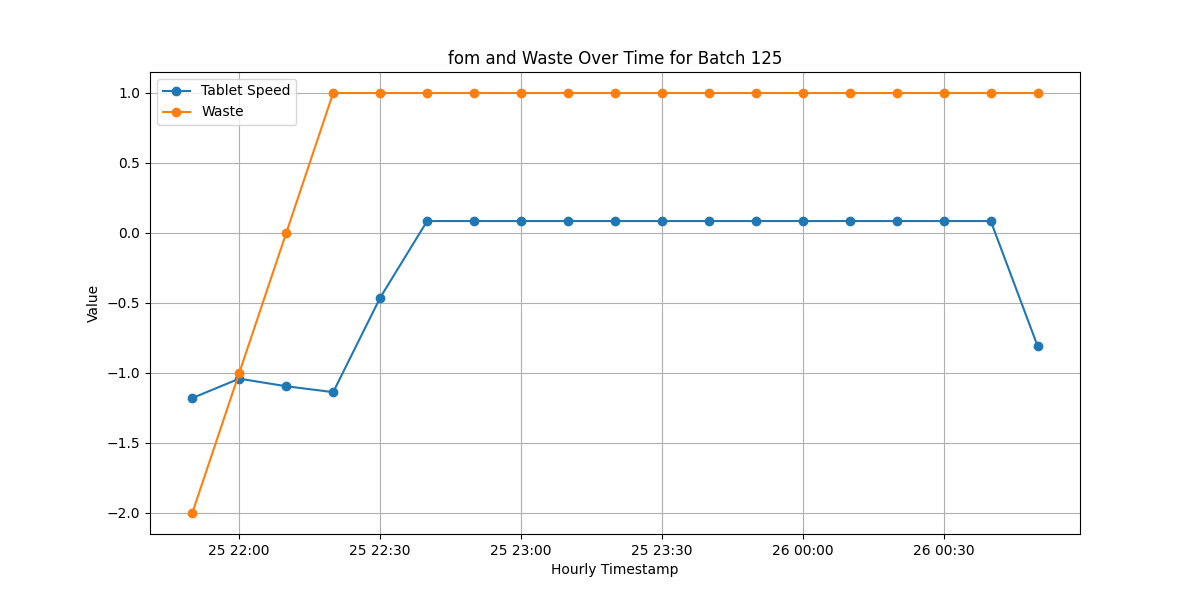 fom and Waste Over Time for Batch 125
Tablet Speed
Waste
1.0
0.5
0.0
−0.5
−1.0
−1.5
−2.0
Value
25 22:00
25 22:30
25 23:00
25 23:30
26 00:00
26 00:30
Hourly Timestamp